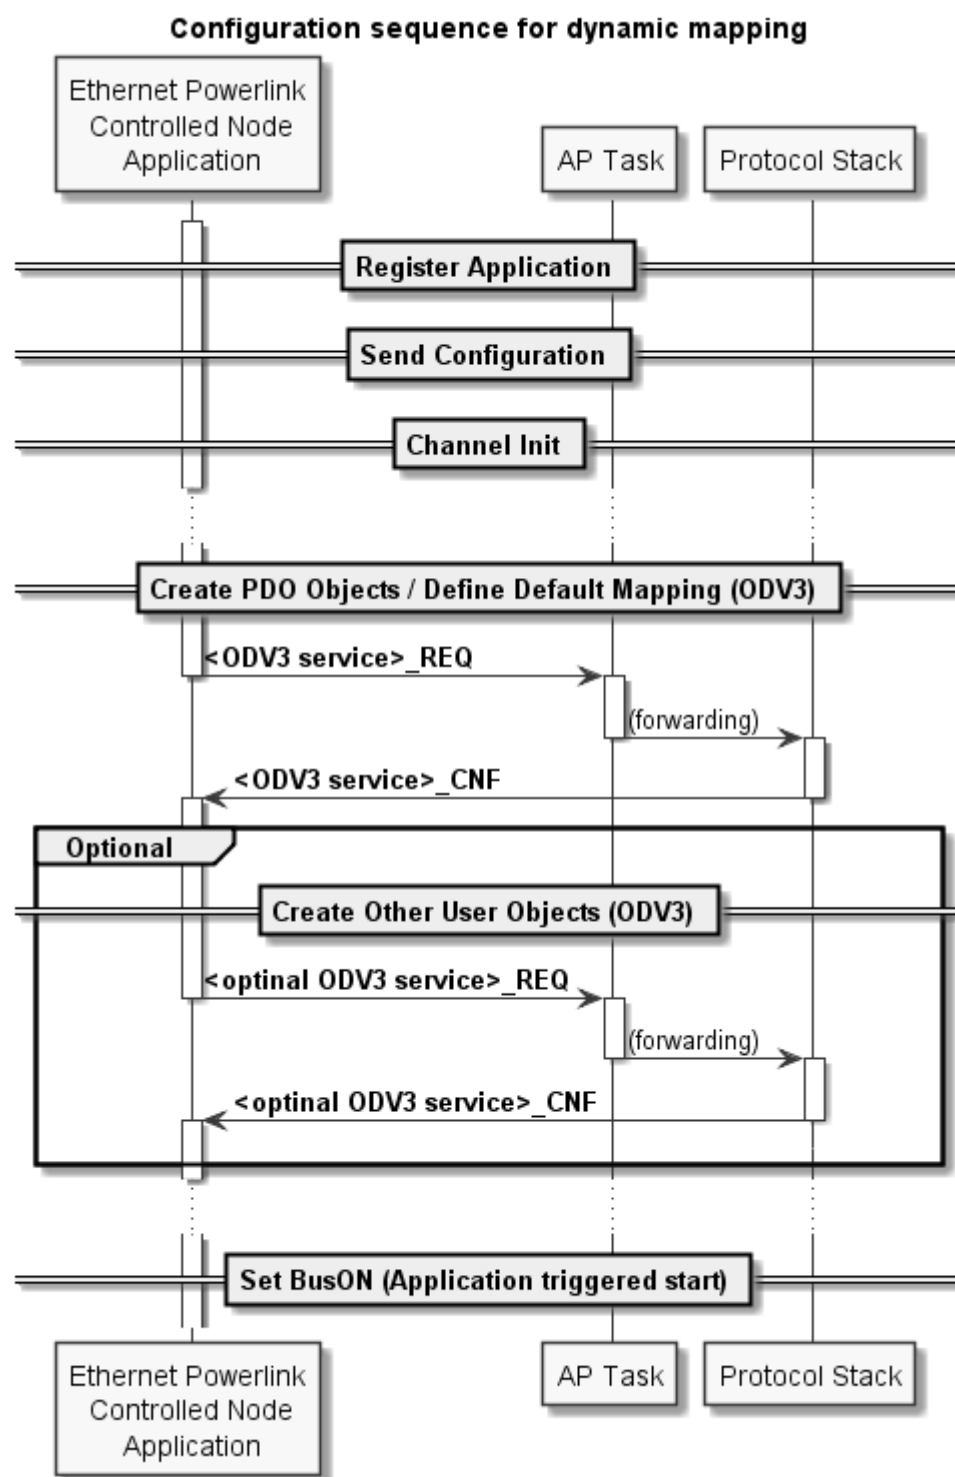 Configuration sequence for dynamic mapping
Ethernet Powerlink
Controlled Node
Application
AP Task
Protocol Stack
Register Application
Send Configuration
Channel Init
Create PDO Objects / Define Default Mapping (ODV3)
<ODV3 service>_REQ
(forwarding)
<ODV3 service>_CNF
Optional
Create Other User Objects (ODV3)
<optinal ODV3 service>_REQ
(forwarding)
<optinal ODV3 service>_CNF
Set BusON (Application triggered start)
Ethernet Powerlink
Controlled Node
Application
AP Task
Protocol Stack